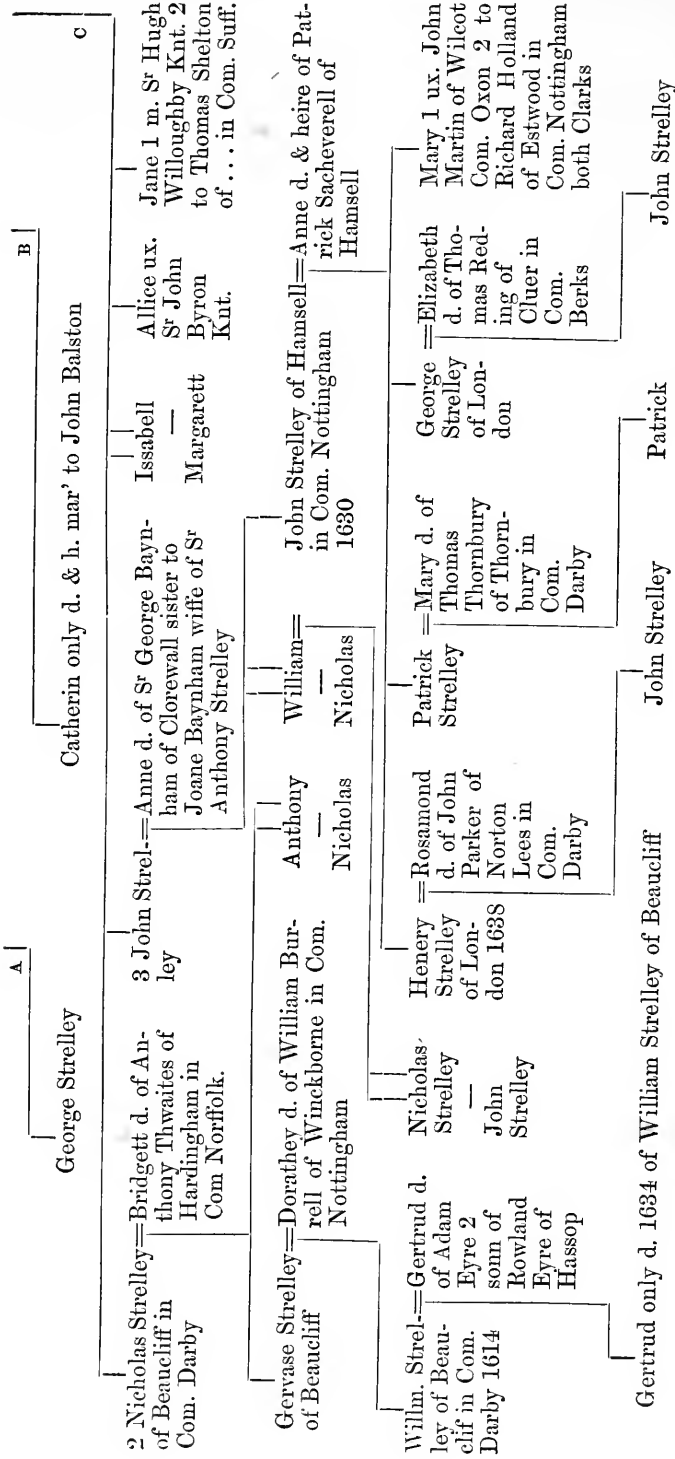 A
B
C
George Strelley
Catherin only d. & h. mar' to John Balston
2 Nicholas Strelley=Bridgett d. of An-
of Beaucliff in
Com. Darby
thony Thwaites of
Hardingham in
Com Norffolk.
3 John Strel-=Anne d. of Sr George Bayn-
ley
ham of Clorewall sister to
Joane Baynham wiffe of Sr
Anthony Strelley
Issabell
—
Margarett
Allice ux.
Sr John
Byron
Knt.
Jane 1 m. Sr Hugh
Willoughby Knt. 2
to Thomas Shelton
of ... in Com. Suff.
Gervase Strelley=Dorathey d. of William Bur-
of Beaucliff
rell of Winckborne in Com.
Nottingham
Anthony
—
Nicholas
William=
—
Nicholas
John Strelley of Hamsell=Anne d. & heire of Pat-
in Com. Nottingham
1630
rick Sacheverell of
Hamsell
Willm. Strel-=Gertrud d.
ley of Beau-
clif in Com.
Darby 1614
of Adam
Eyre 2
sonn of
Rowland
Eyre of
Hassop
Nicholas
Strelley
—
John
Strelley
Henery =Rosamond
Strelley
of Lon-
don 1638
d. of John
Parker of
Norton
Lees in
Com.
Darby
Patrick =Mary d. of
Strelley
Thomas
Thornbury
of Thorn-
bury in
Com.
Darby
George =Elizabeth
Strelley
of Lon-
don
d. of Tho-
mas Red-
ing of
Cluer in
Com.
Berks
Mary 1 ux. John
Martin of Wilcot
Com. Oxon 2 to
Richard Holland
of Estwood in
Com. Nottingham
both Clarks
Gertrud only d. 1634 of William Strelley of Beaucliff
John Strelley
Patrick
John Strelley